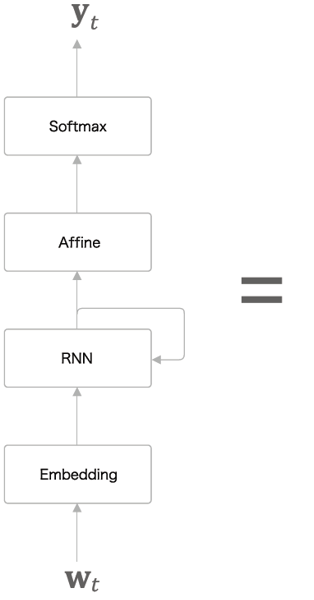 yₜ
Softmax
Affine
=
RNN
Embedding
wₜ